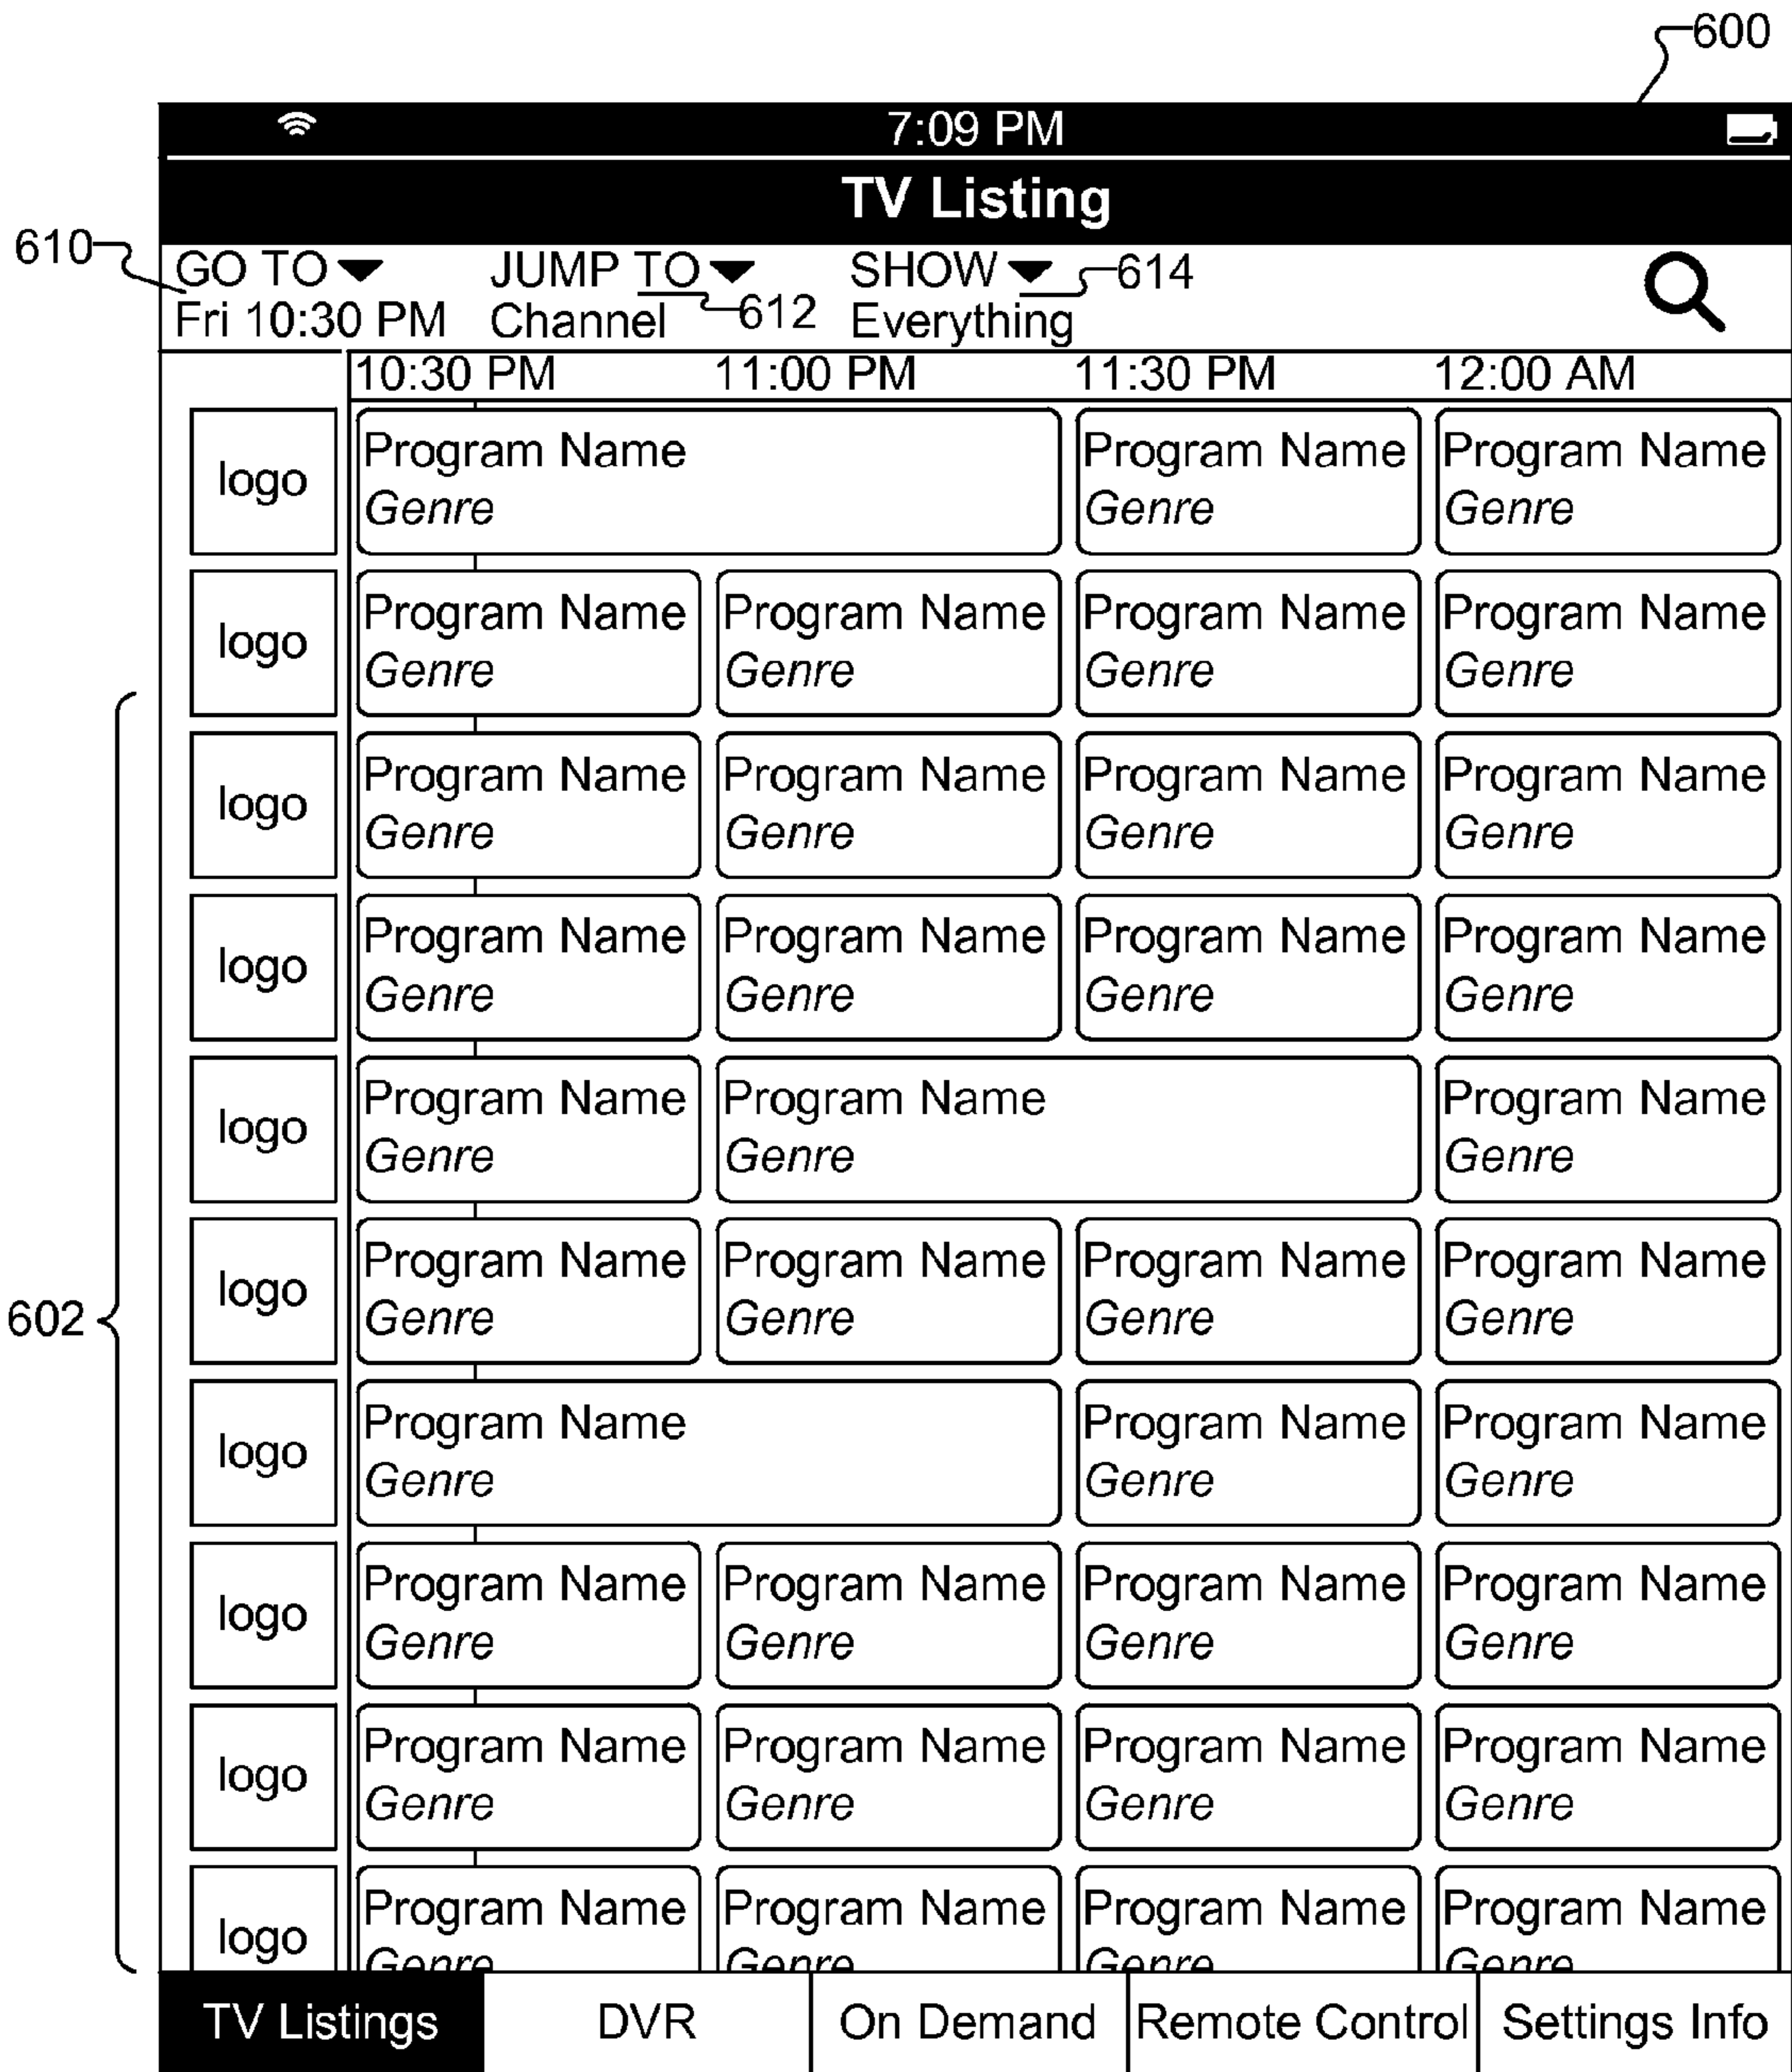 600
7:09 PM
TV Listing
610
GO TO JUMP TO SHOW 614
Fri 10:30 PM Channel 612 Everything
10:30 PM 11:00 PM 11:30 PM 12:00 AM
logo Program Name Program Name Program Name
Genre Genre Genre
logo Program Name Program Name Program Name Program Name
Genre Genre Genre Genre
logo Program Name Program Name Program Name Program Name
Genre Genre Genre Genre
logo Program Name Program Name Program Name Program Name
Genre Genre Genre Genre
logo Program Name Program Name Program Name
Genre Genre Genre
602
logo Program Name Program Name Program Name Program Name
Genre Genre Genre Genre
logo Program Name Program Name Program Name
Genre Genre Genre
logo Program Name Program Name Program Name Program Name
Genre Genre Genre Genre
logo Program Name Program Name Program Name Program Name
Genre Genre Genre Genre
logo Program Name Program Name Program Name Program Name
Genre Genre Genre Genre
TV Listings DVR On Demand Remote Control Settings Info